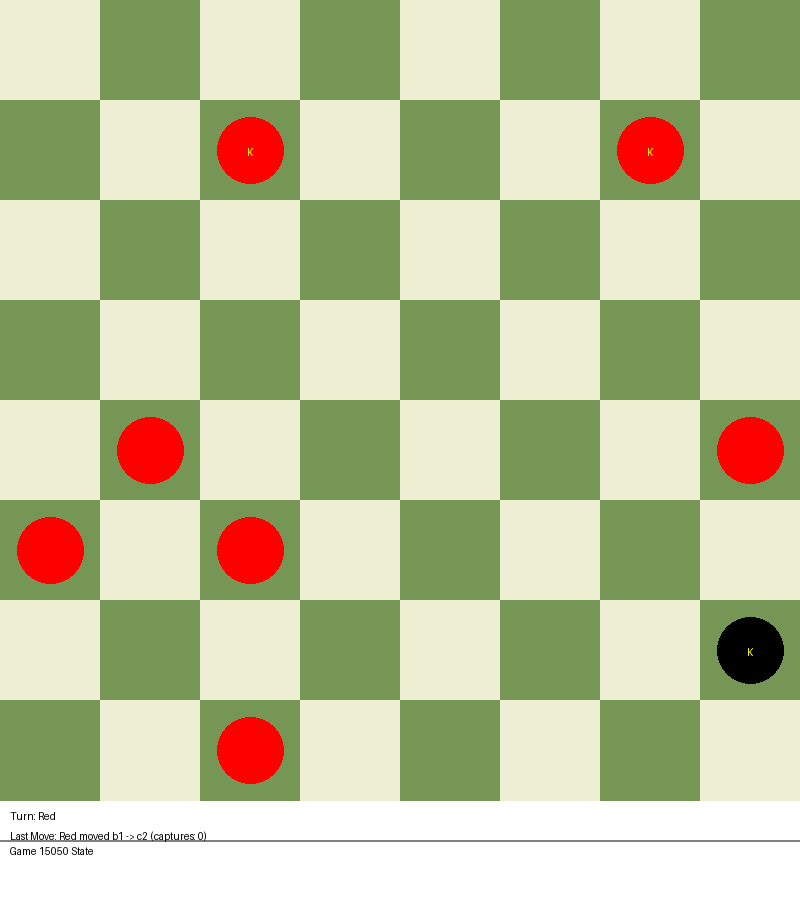 K K
K
Turn: Red
Last Move: Red moved b1 -> c2 (captures: 0)
Game 15050 State